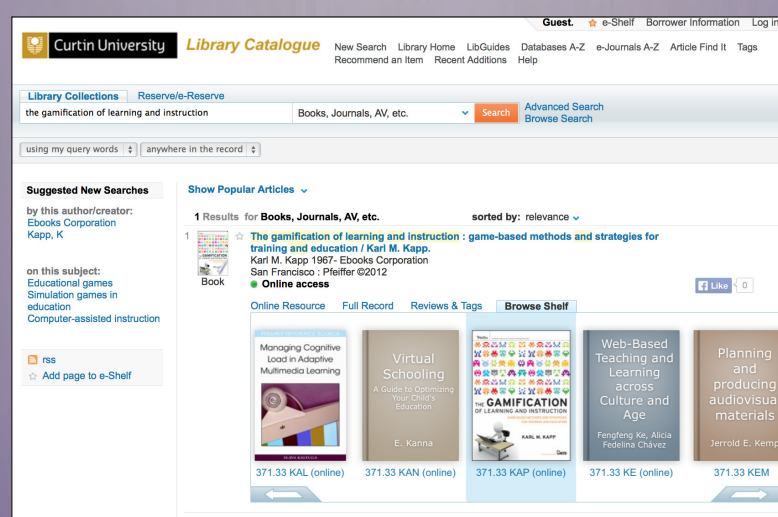 Guest. e-Shelf Borrower Information Log in
Curtin University Library Catalogue New Search Library Home LibGuides Databases A-Z e-Journals A-Z Article Find It Tags
Recommend an Item Recent Additions Help
Library Collections Reserve/e-Reserve
the gamification of learning and instruction Books, Journals, AV, etc. Search Advanced Search
Browse Search
using my query words anywhere in the record
Suggested New Searches
by this author/creator:
Ebooks Corporation
Kapp, K
on this subject:
Educational games
Simulation games in
education
Computer-assisted instruction
rss
Add page to e-Shelf
Show Popular Articles
1 Results for Books, Journals, AV, etc. sorted by: relevance
1
Book
The gamification of learning and instruction : game-based methods and strategies for
training and education / Karl M. Kapp.
Karl M. Kapp 1967- Ebooks Corporation
San Francisco : Pfeiffer ©2012
Online access
Like 0
Online Resource Full Record Reviews & Tags Browse Shelf
Managing Cognitive
Load in Adaptive
Multimedia Learning
Virtual
Schooling
A Guide to Optimizing
Your Child's
Education
E. Kanna
THE GAMIFICATION
OF LEARNING AND INSTRUCTION
KARL M. KAPP
Web-Based
Teaching and
Learning
across
Culture and
Age
Fengfeng Ke, Alicia
Fedelina Chávez
Planning
and
producing
audiovisua
materials
Jerrold E. Kemp
371.33 KAL (online) 371.33 KAN (online) 371.33 KAP (online) 371.33 KE (online) 371.33 KEM